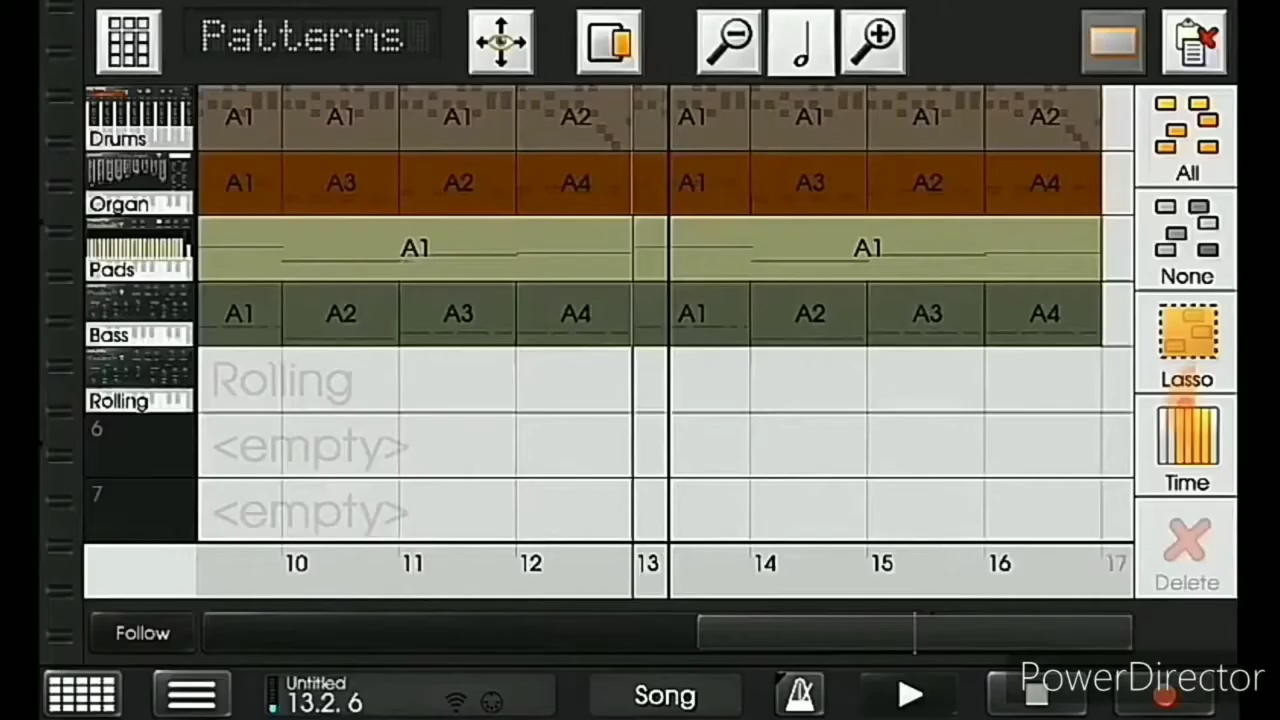 Patterns
Drums A1 A1 A1 A2 A1 A1 A1 A2 All
Organ A1 A3 A2 A4 A1 A3 A2 A4
Pads A1 A1 None
Bass A1 A2 A3 A4 A1 A2 A3 A4
Rolling Rolling Lasso
6 <empty>
7 <empty> Time
10 11 12 13 14 15 16 17 Delete
Follow
Untitled
13.2. 6 Song
PowerDirector